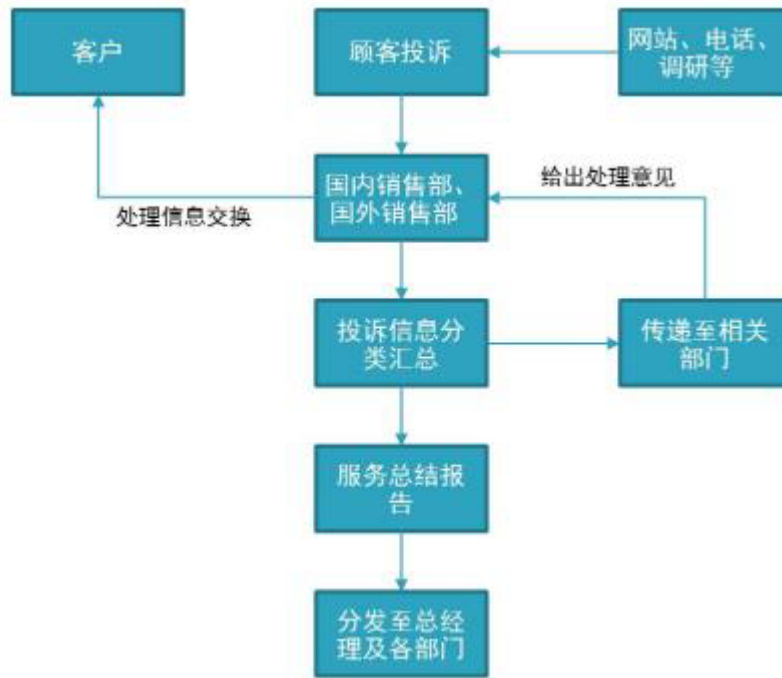 客户
顾客投诉
网站、电话、
调研等
国内销售部、
国外销售部
给出处理意见
处理信息交换
投诉信息分
类汇总
传递至相关
部门
服务总结报
告
分发至总经
理及各部门